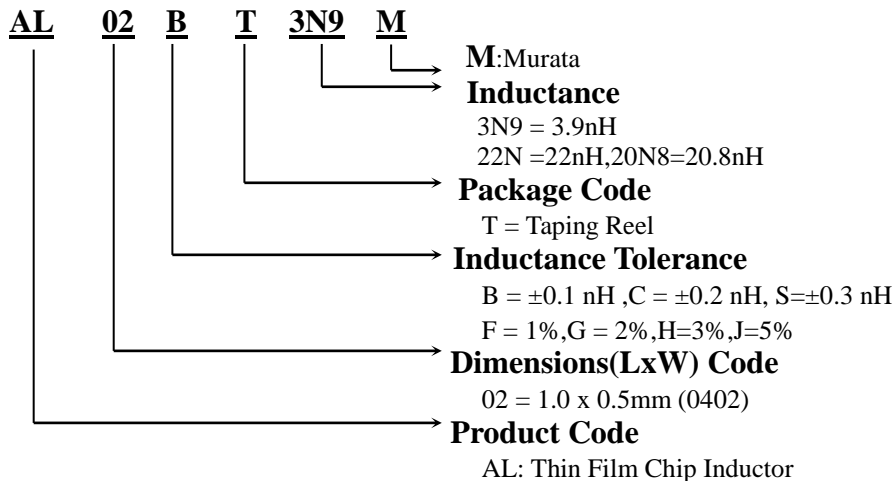 AL 02 B T 3N9 M
M:Murata
Inductance
3N9 = 3.9nH
22N =22nH,20N8=20.8nH
Package Code
T = Taping Reel
Inductance Tolerance
B = ±0.1 nH ,C = ±0.2 nH, S=±0.3 nH
F = 1%,G = 2%,H=3%,J=5%
Dimensions(LxW) Code
02 = 1.0 x 0.5mm (0402)
Product Code
AL: Thin Film Chip Inductor